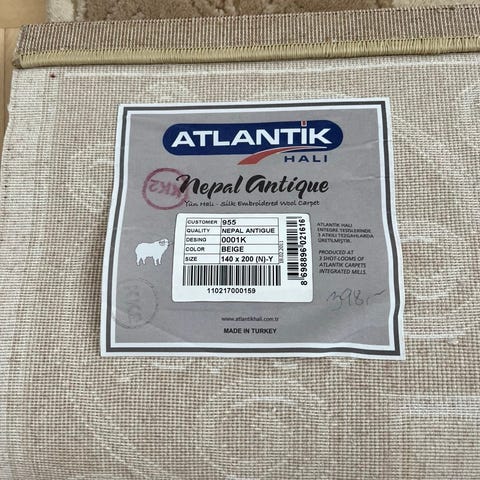 ATLANTİK
HALI
Nepal Antique
Yün Halı - Silk Embroidered Wool Carpet
CUSTOMER 955
QUALITY NEPAL ANTIQUE
DESING 0001K
COLOR BEIGE
SIZE 140 x 200 (N)-Y
110217000159
8698896021616
ATLANTİK HALI
ENTEGRE TESİSLERİNDE
3 ATKILI TEZGAHLARDA
ÜRETİLMİŞTİR.
PRODUCED AT
3 SHOT-LOOMS OF
ATLANTIK CARPETS
INTEGRATED MILLS.
www.atlantikhali.com.tr
MADE IN TURKEY